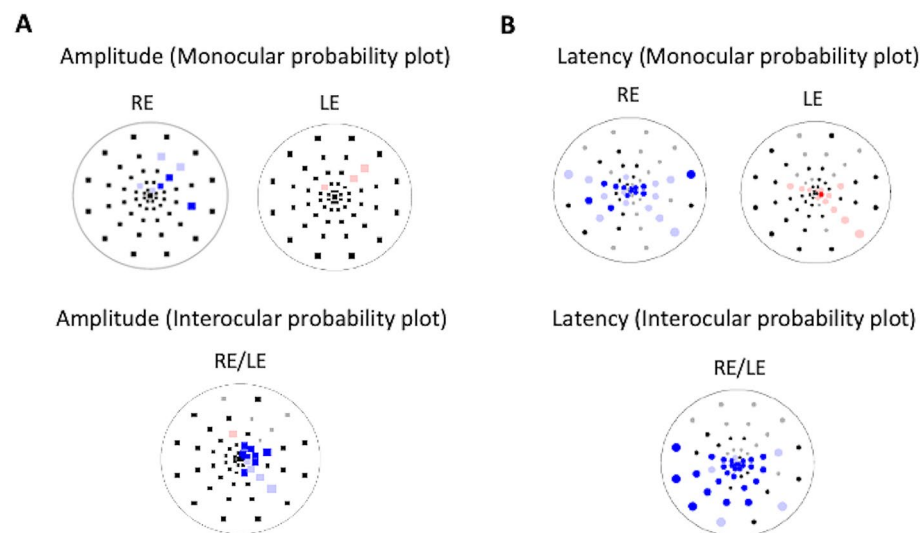 A
Amplitude (Monocular probability plot)
RE
LE
Amplitude (Interocular probability plot)
RE/LE
B
Latency (Monocular probability plot)
RE
LE
Latency (Interocular probability plot)
RE/LE